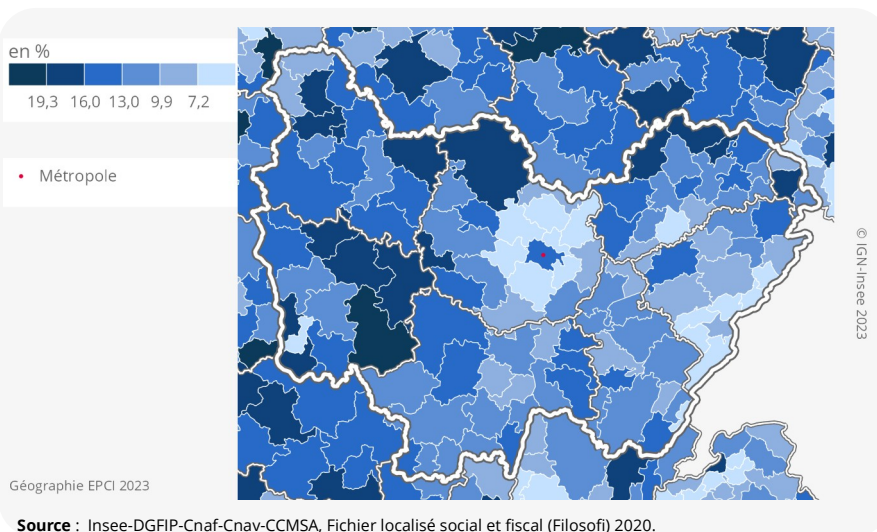 en %
19,3 16,0 13,0 9,9 7,2
Métropole
© IGN-Insee 2023
Géographie EPCI 2023
Source : Insee-DGFIP-Cnaf-Cnav-CCMSA, Fichier localisé social et fiscal (Filosofi) 2020.